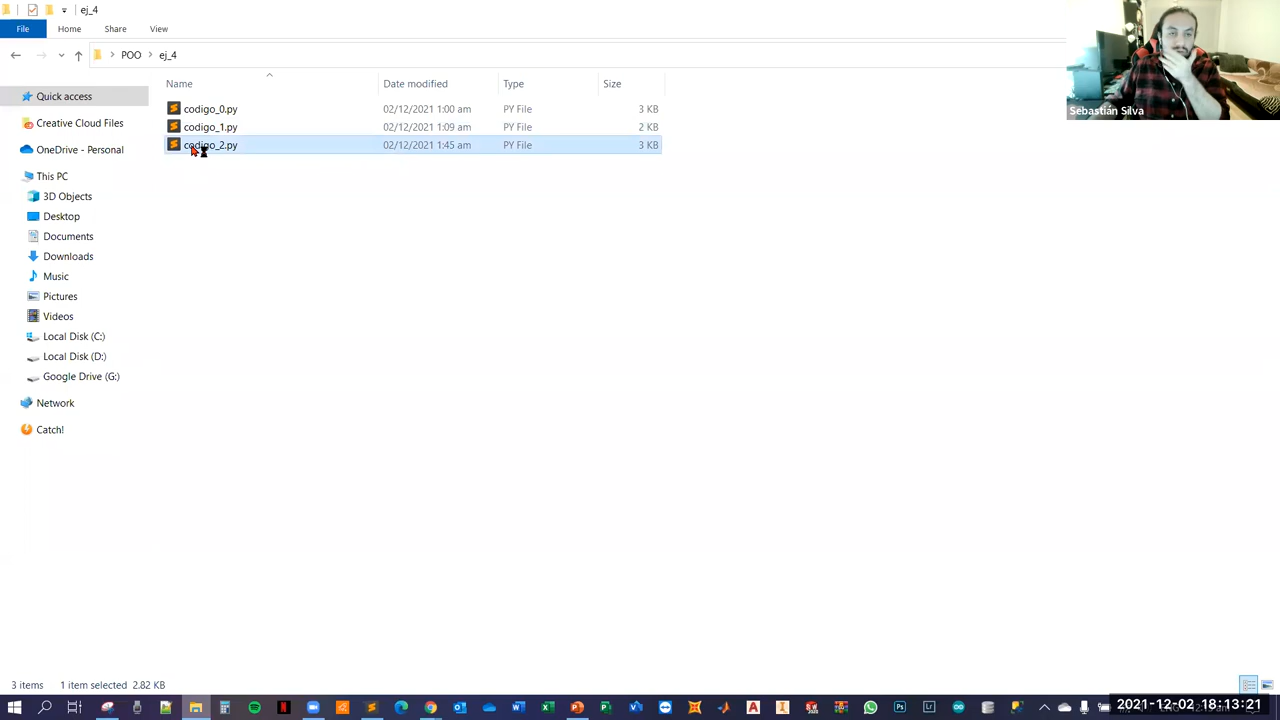 ej_4
File
Home
Share
View
POO
ej_4
Sebastián Silva
Name
Date modified
Type
Size
codigo_0.py
02/12/2021 1:00 am
PY File
3 KB
codigo_1.py
02/12/2021 1:09 am
PY File
2 KB
codigo_2.py
02/12/2021 1:45 am
PY File
3 KB
Quick access
Creative Cloud Files
OneDrive - Personal
This PC
3D Objects
Desktop
Documents
Downloads
Music
Pictures
Videos
Local Disk (C:)
Local Disk (D:)
Google Drive (G:)
Network
Catch!
3 items
1 item selected 2.82 KB
2021-12-02 18:13:21